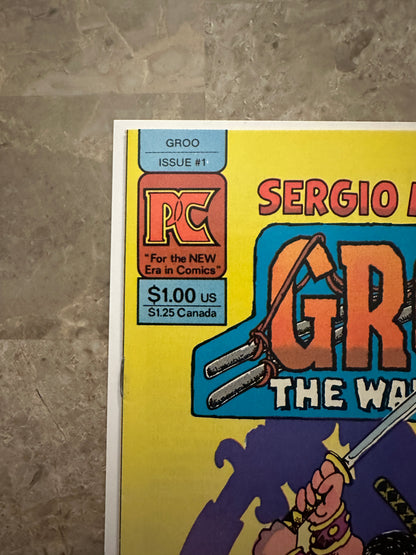 GROO
ISSUE #1
PC
"For the NEW
Era in Comics"
$1.00 US
$1.25 Canada
SERGIO
GR
THE WA